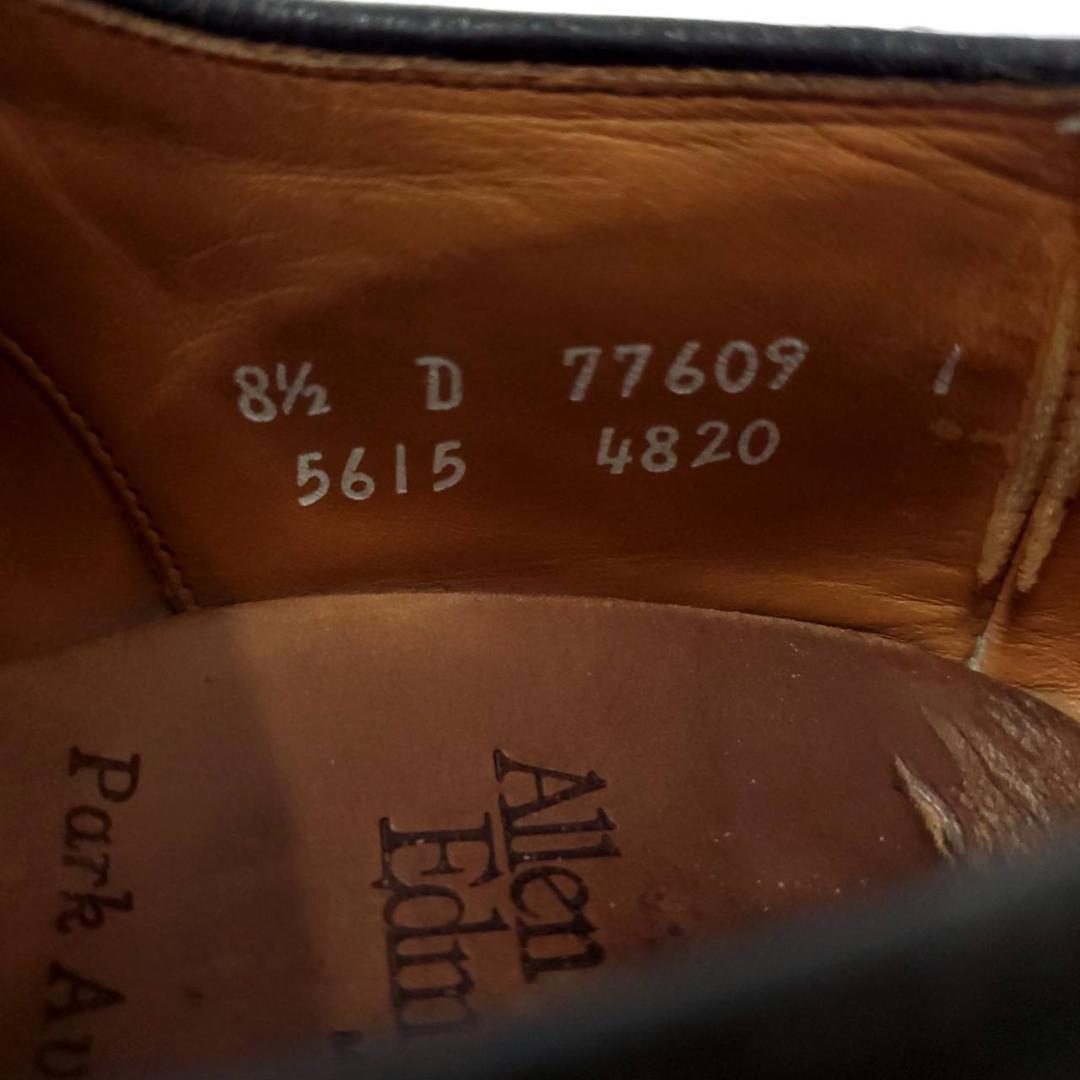 8½ D 77609 1
5615 4820
Allen
Edm
Park Av